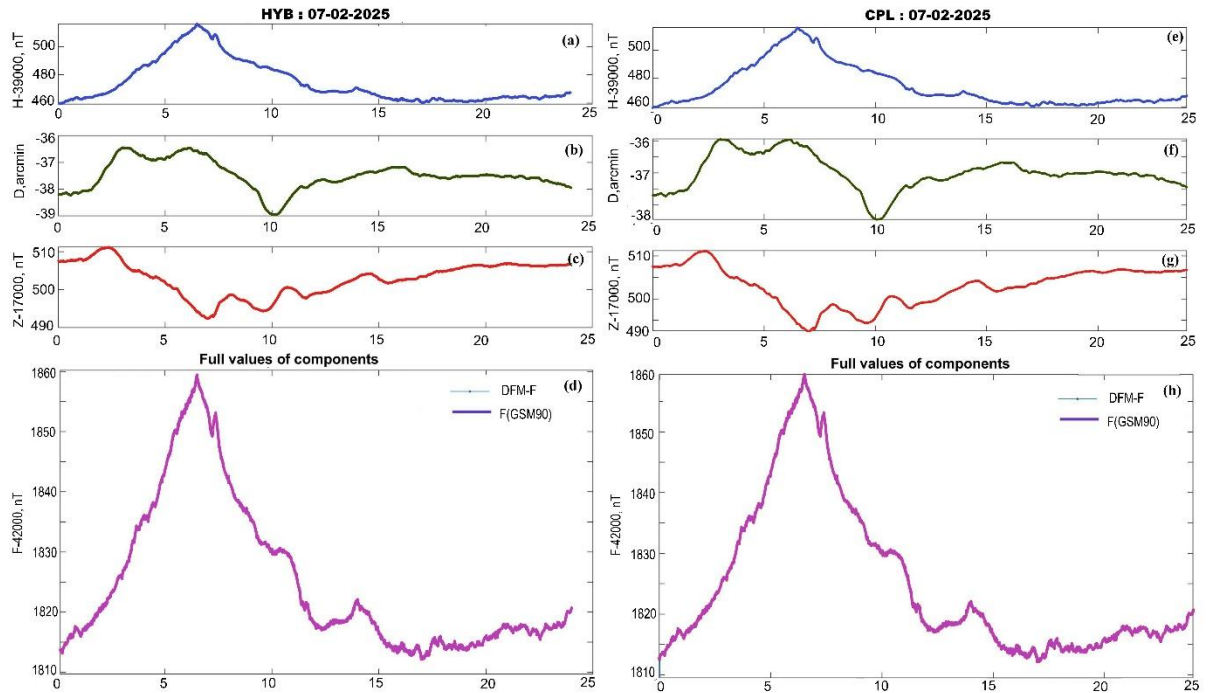 HYB : 07-02-2025
(a)
H-39000, nT
500
480
460
0 5 10 15 20 25
(b)
D,arcmin
-36
-37
-38
-39
0 5 10 15 20 25
(c)
Z-17000, nT
510
500
490
0 5 10 15 20 25
Full values of components
(d)
DFM-F
F(GSM90)
F-42000, nT
1860
1850
1840
1830
1820
1810
0 5 10 15 20 25
CPL : 07-02-2025
(e)
H-39000, nT
500
480
460
0 5 10 15 20 25
(f)
D,arcmin
-36
-37
-38
0 5 10 15 20 25
(g)
Z-17000, nT
510
500
490
0 5 10 15 20 25
Full values of components
(h)
DFM-F
F(GSM90)
F-42000, nT
1860
1850
1840
1830
1820
1810
0 5 10 15 20 25